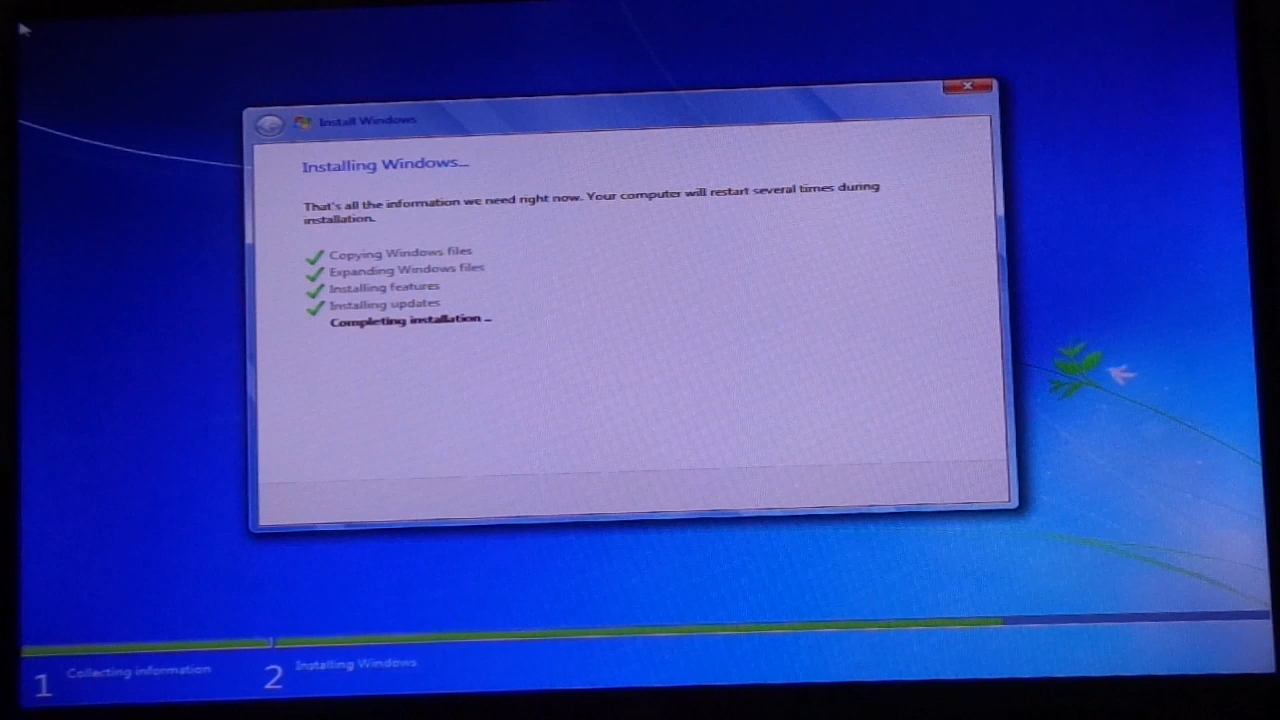 Install Windows
Installing Windows...
That's all the information we need right now. Your computer will restart several times during
installation.
Copying Windows files
Expanding Windows files
Installing features
Installing updates
Completing installation ...
1 Collecting information
2 Installing Windows